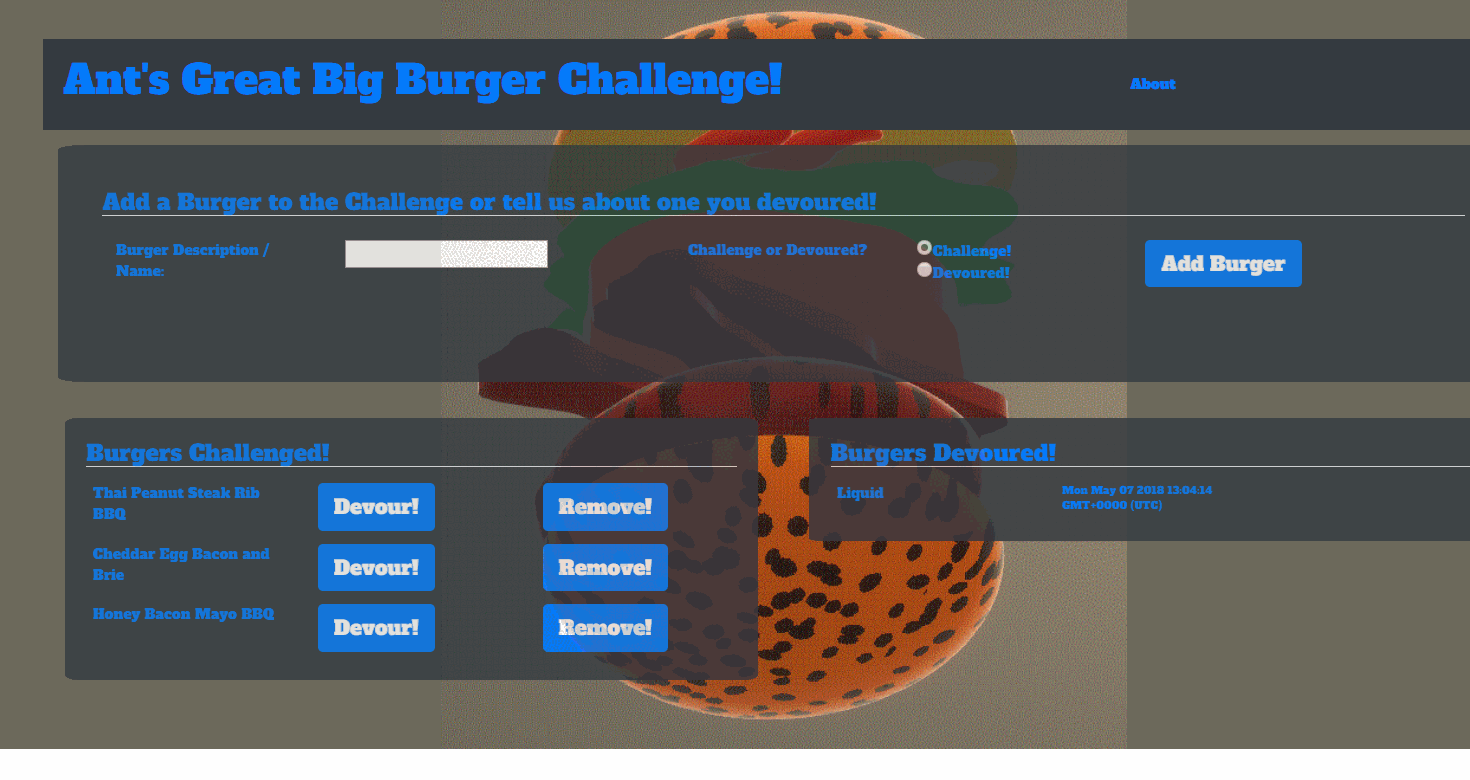 Ant's Great Big Burger Challenge!
About
Add a Burger to the Challenge or tell us about one you devoured!
Burger Description /
Name:
Challenge or Devoured?
Challenge!
Devoured!
Add Burger
Burgers Challenged!
Thai Peanut Steak Rib
BBQ
Devour!
Remove!
Cheddar Egg Bacon and
Brie
Devour!
Remove!
Honey Bacon Mayo BBQ
Devour!
Remove!
Burgers Devoured!
Liquid
Mon May 07 2018 13:04:14
GMT+0000 (UTC)